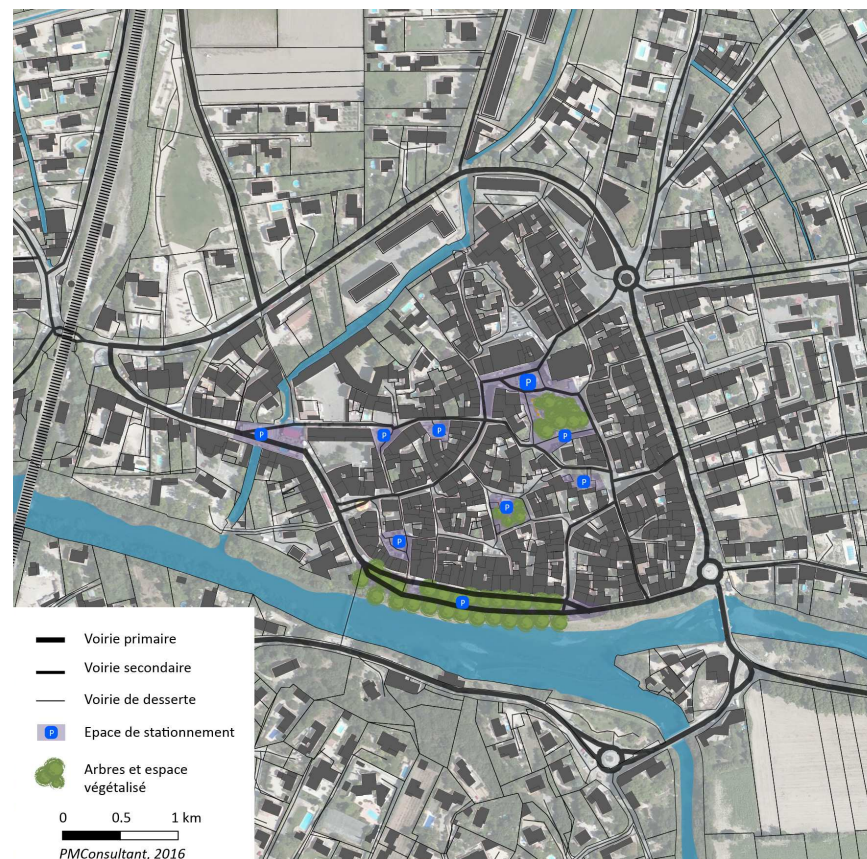 P
P
P
P
P
P
P
P
P
Voirie primaire
Voirie secondaire
Voirie de desserte
P Epace de stationnement
Arbres et espace
végétalisé
0 0.5 1 km
PMConsultant, 2016